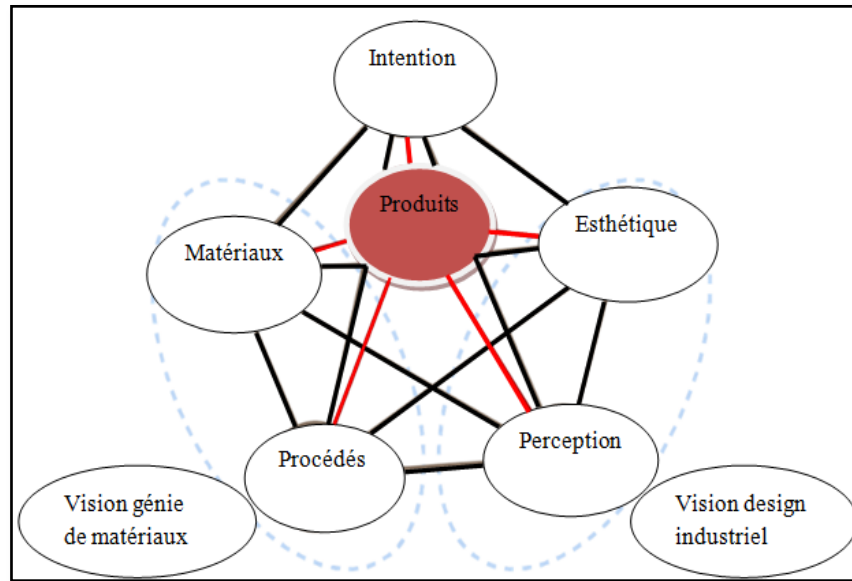 Intention
Produits
Esthétique
Matériaux
Perception
Procédés
Vision génie
de matériaux
Vision design
industriel